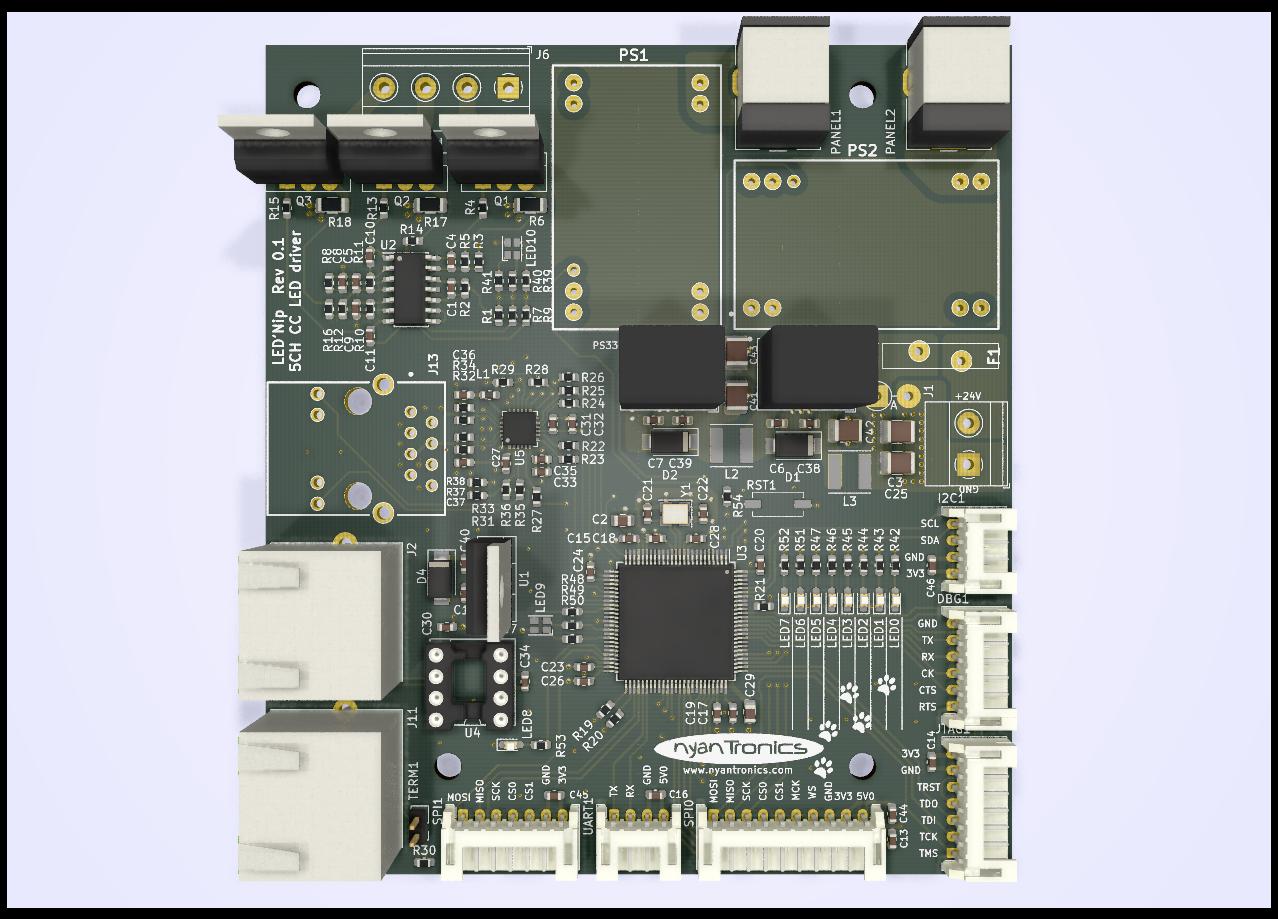 J6
PS1
PANEL1
PANEL2
PS2
R15
Q3
R18
R13
Q2
R17
R4
Q1
R6
R14
U2
R8
C8
C5
R11
C10
C4
R5
R3
LED10
R41
R40
R39
C1
R2
R1
R7
R9
R16
R12
C9
R10
C11
LED'Nip Rev 0.1
5CH CC LED driver
J13
PS33
C43
C41
F1
J1
A
+24V
GND
C36
R34
R32
L1
R29
R28
R26
R25
R24
C31
C32
R22
R23
C27
U5
C35
C33
R38
R37
C37
R33
R31
R36
R35
R27
C7 C39
D2
L2
C6 C38
D1
C42
L3
C3
C25
RST1
R54
C21
Y1
C22
C2
C15
C18
C28
U3
C20
R21
R52
R51
R47
R46
R45
R44
R43
R42
LED7
LED6
LED5
LED4
LED3
LED2
LED1
LED0
I2C1
SCL
SDA
GND
3V3
C46
DBG1
GND
TX
RX
CK
CTS
RTS
JTAG1
3V3
GND
TRST
TDO
TDI
TCK
TMS
C14
J2
D4
C40
C1
U1
C30
LED9
C24
R48
R49
R50
C34
C23
C26
U4
J11
LED8
R53
R19
R20
C19
C17
C29
nyanTronics
www.nyantronics.com
TERM1
R30
SPI1
MOSI
MISO
SCK
CS0
CS1
GND
3V3
C45
UART1
TX
RX
GND
5V0
C16
SPI0
MOSI
MISO
SCK
CS0
CS1
MCK
WS
GND
3V3
5V0
C44
C13